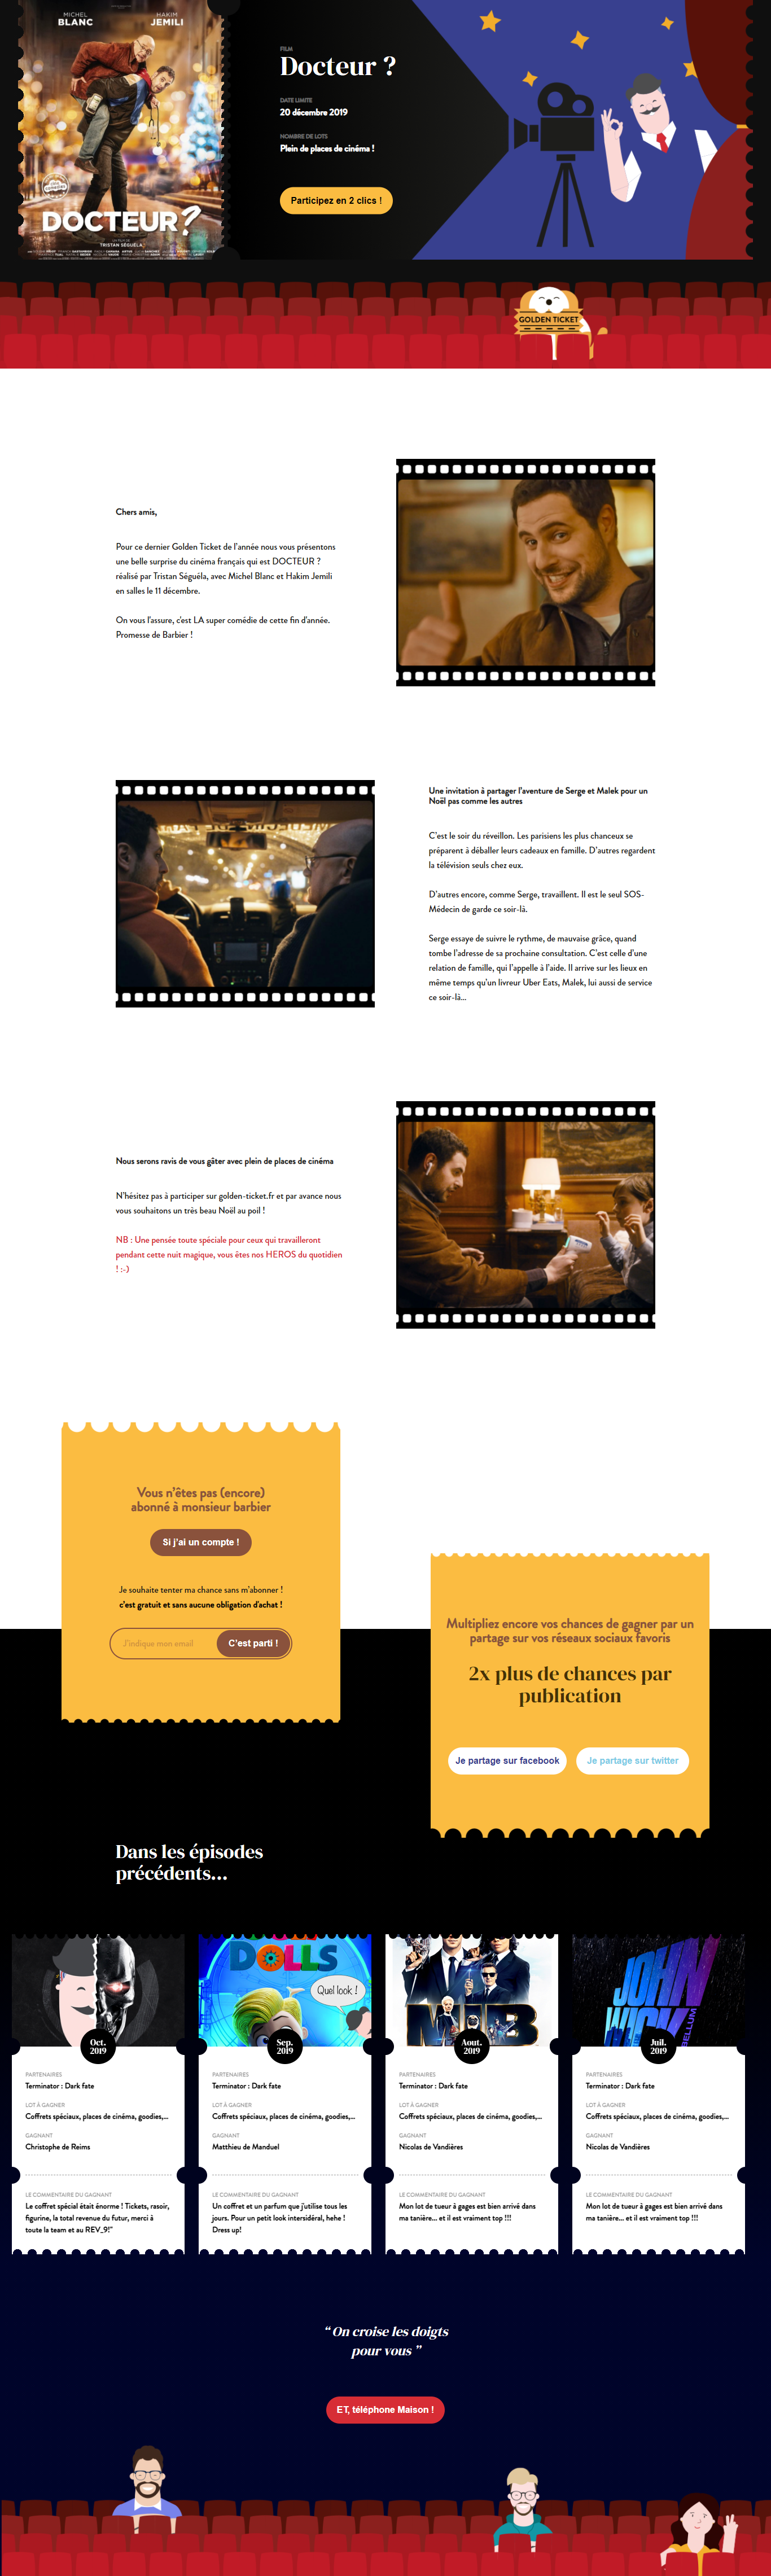 MICHEL
BLANC
HAKIM
JEMILI
DOCTEUR?
UN FILM DE
TRISTAN SÉGUÉLA
FILM
Docteur ?
DATE LIMITE
20 décembre 2019
NOMBRE DE LOTS
Plein de places de cinéma !
Participez en 2 clics !
GOLDEN TICKET
Chers amis,
Pour ce dernier Golden Ticket de l'année nous vous présentons
une belle surprise du cinéma français qui est DOCTEUR ?
réalisé par Tristan Séguéla, avec Michel Blanc et Hakim Jemili
en salles le 11 décembre.
On vous l'assure, c'est LA super comédie de cette fin d'année.
Promesse de Barbier !
Une invitation à partager l'aventure de Serge et Malek pour un
Noël pas comme les autres
C'est le soir du réveillon. Les parisiens les plus chanceux se
préparent à déballer leurs cadeaux en famille. D'autres regardent
la télévision seuls chez eux.
D'autres encore, comme Serge, travaillent. Il est le seul SOS-
Médecin de garde ce soir-là.
Serge essaye de suivre le rythme, de mauvaise grâce, quand
tombe l'adresse de sa prochaine consultation. C'est celle d'une
relation de famille, qui l'appelle à l'aide. Il arrive sur les lieux en
même temps qu'un livreur Uber Eats, Malek, lui aussi de service
ce soir-là...
Nous serons ravis de vous gâter avec plein de places de cinéma
N'hésitez pas à participer sur golden-ticket.fr et par avance nous
vous souhaitons un très beau Noël au poil !
NB : Une pensée toute spéciale pour ceux qui travailleront
pendant cette nuit magique, vous êtes nos HEROS du quotidien
! :-)
Vous n'êtes pas (encore)
abonné à monsieur barbier
Si j'ai un compte !
Je souhaite tenter ma chance sans m'abonner !
c'est gratuit et sans aucune obligation d'achat !
J'indique mon email
C'est parti !
Multipliez encore vos chances de gagner par un
partage sur vos réseaux sociaux favoris
2x plus de chances par
publication
Je partage sur facebook
Je partage sur twitter
Dans les épisodes
précédents...
Oct.
2019
PARTENAIRES
Terminator : Dark fate
LOT À GAGNER
Coffrets spéciaux, places de cinéma, goodies,...
GAGNANT
Christophe de Reims
LE COMMENTAIRE DU GAGNANT
Le coffret spécial était énorme ! Tickets, rasoir,
figurine, la total revenue du futur, merci à
toute la team et au REV_9!"
DOLLS
Quel look !
Sep.
2019
PARTENAIRES
Terminator : Dark fate
LOT À GAGNER
Coffrets spéciaux, places de cinéma, goodies,...
GAGNANT
Matthieu de Manduel
LE COMMENTAIRE DU GAGNANT
Un coffret et un parfum que j'utilise tous les
jours. Pour un petit look intersidéral, hehe !
Dress up!
MIB
Aout.
2019
PARTENAIRES
Terminator : Dark fate
LOT À GAGNER
Coffrets spéciaux, places de cinéma, goodies,...
GAGNANT
Nicolas de Vandières
LE COMMENTAIRE DU GAGNANT
Mon lot de tueur à gages est bien arrivé dans
ma tanière... et il est vraiment top !!!
JOHN
WICK
BELLUM
Juil.
2019
PARTENAIRES
Terminator : Dark fate
LOT À GAGNER
Coffrets spéciaux, places de cinéma, goodies,...
GAGNANT
Nicolas de Vandières
LE COMMENTAIRE DU GAGNANT
Mon lot de tueur à gages est bien arrivé dans
ma tanière... et il est vraiment top !!!
“ On croise les doigts
pour vous ”
ET, téléphone Maison !